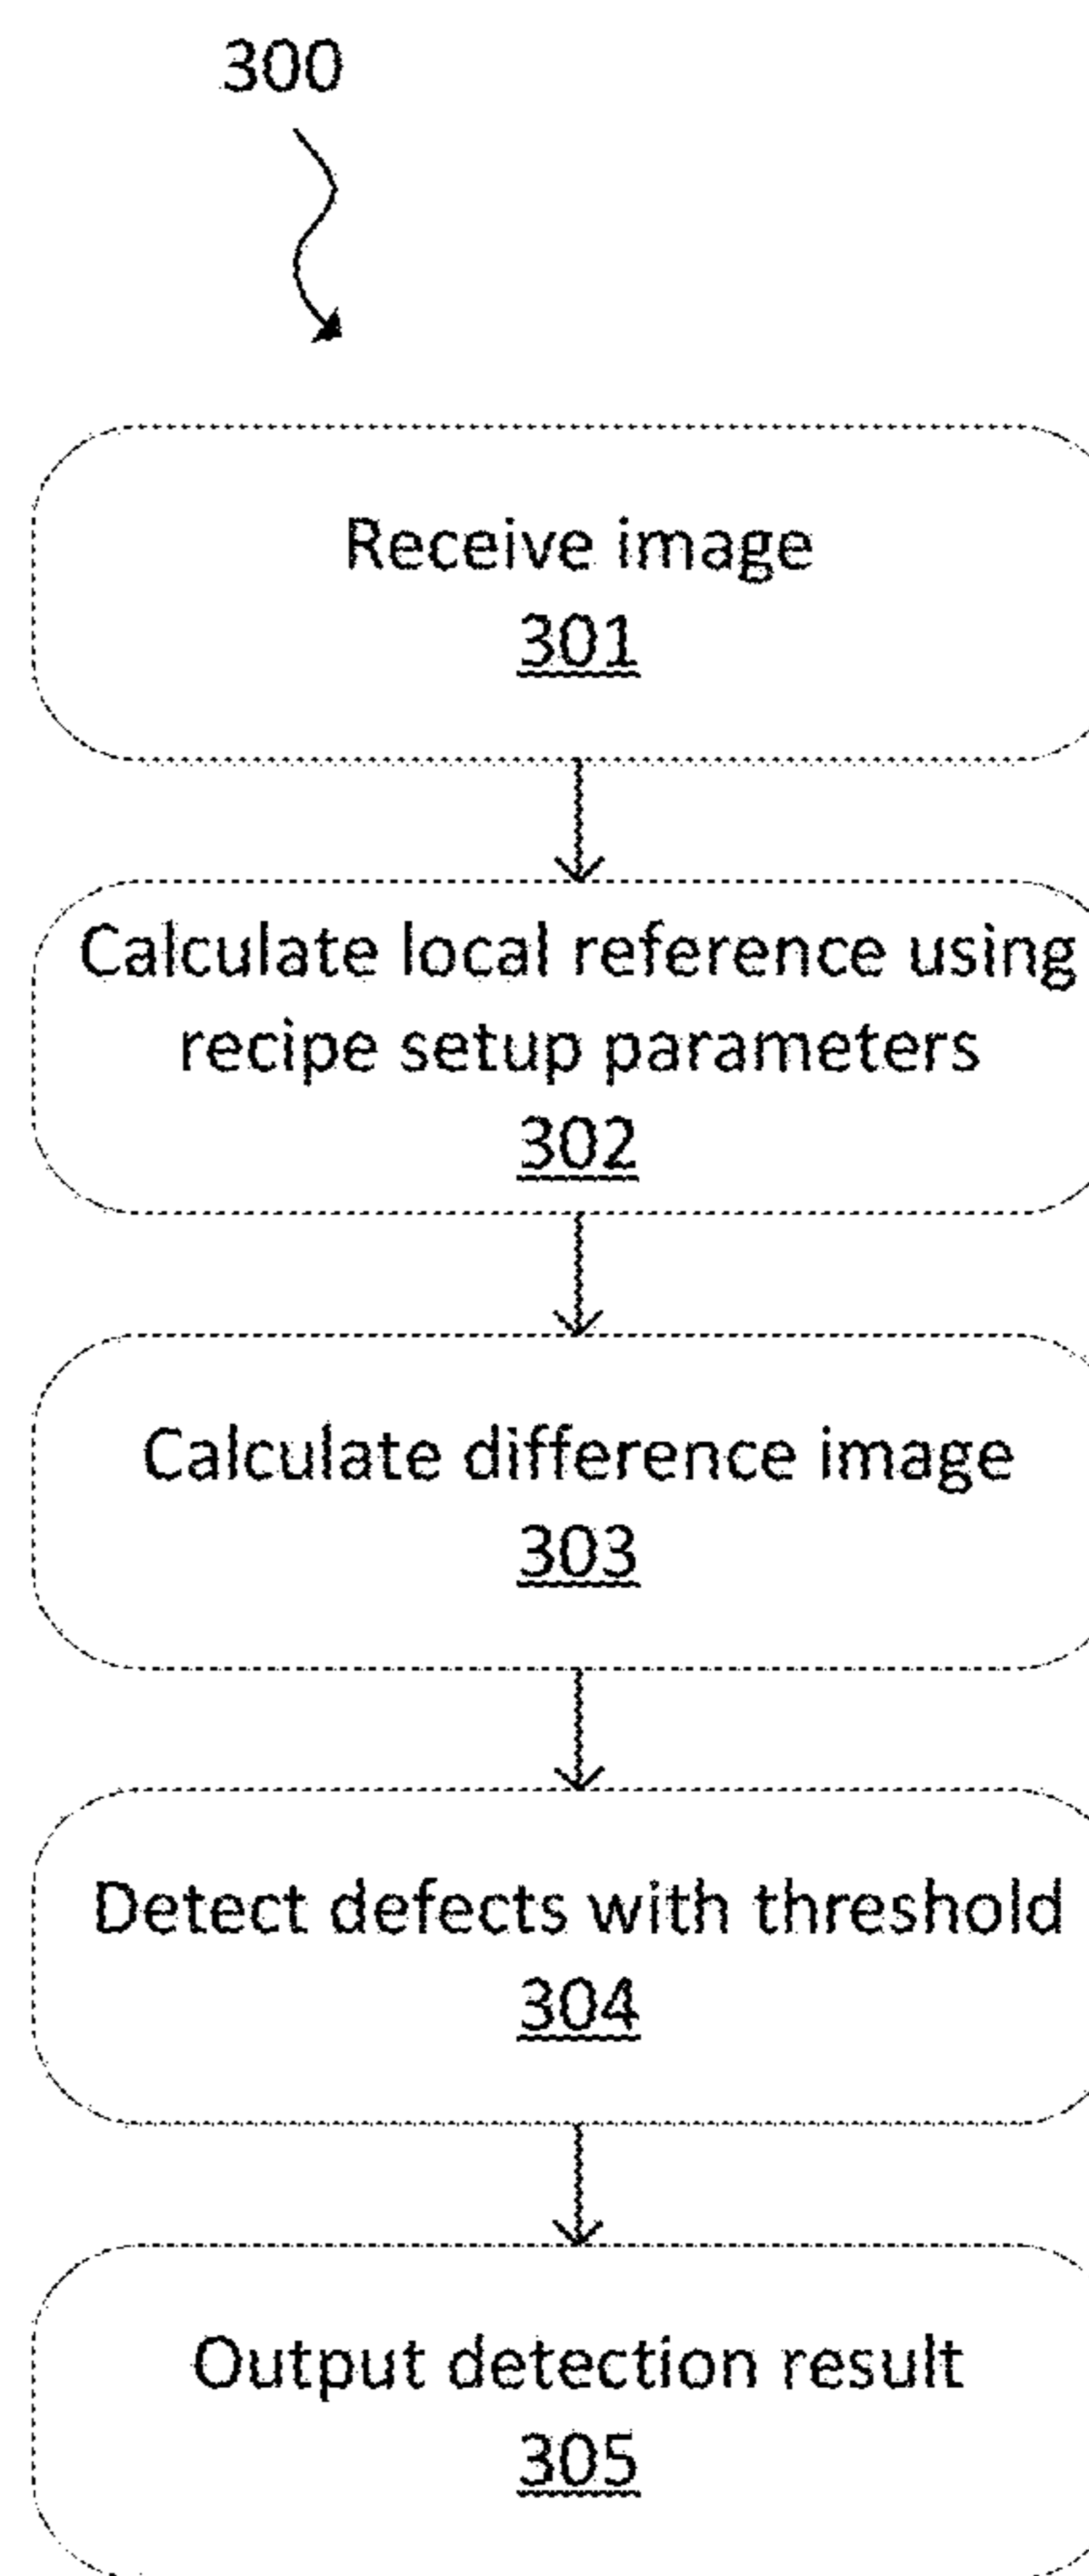 300
Receive image
301
Calculate local reference using
recipe setup parameters
302
Calculate difference image
303
Detect defects with threshold
304
Output detection result
305